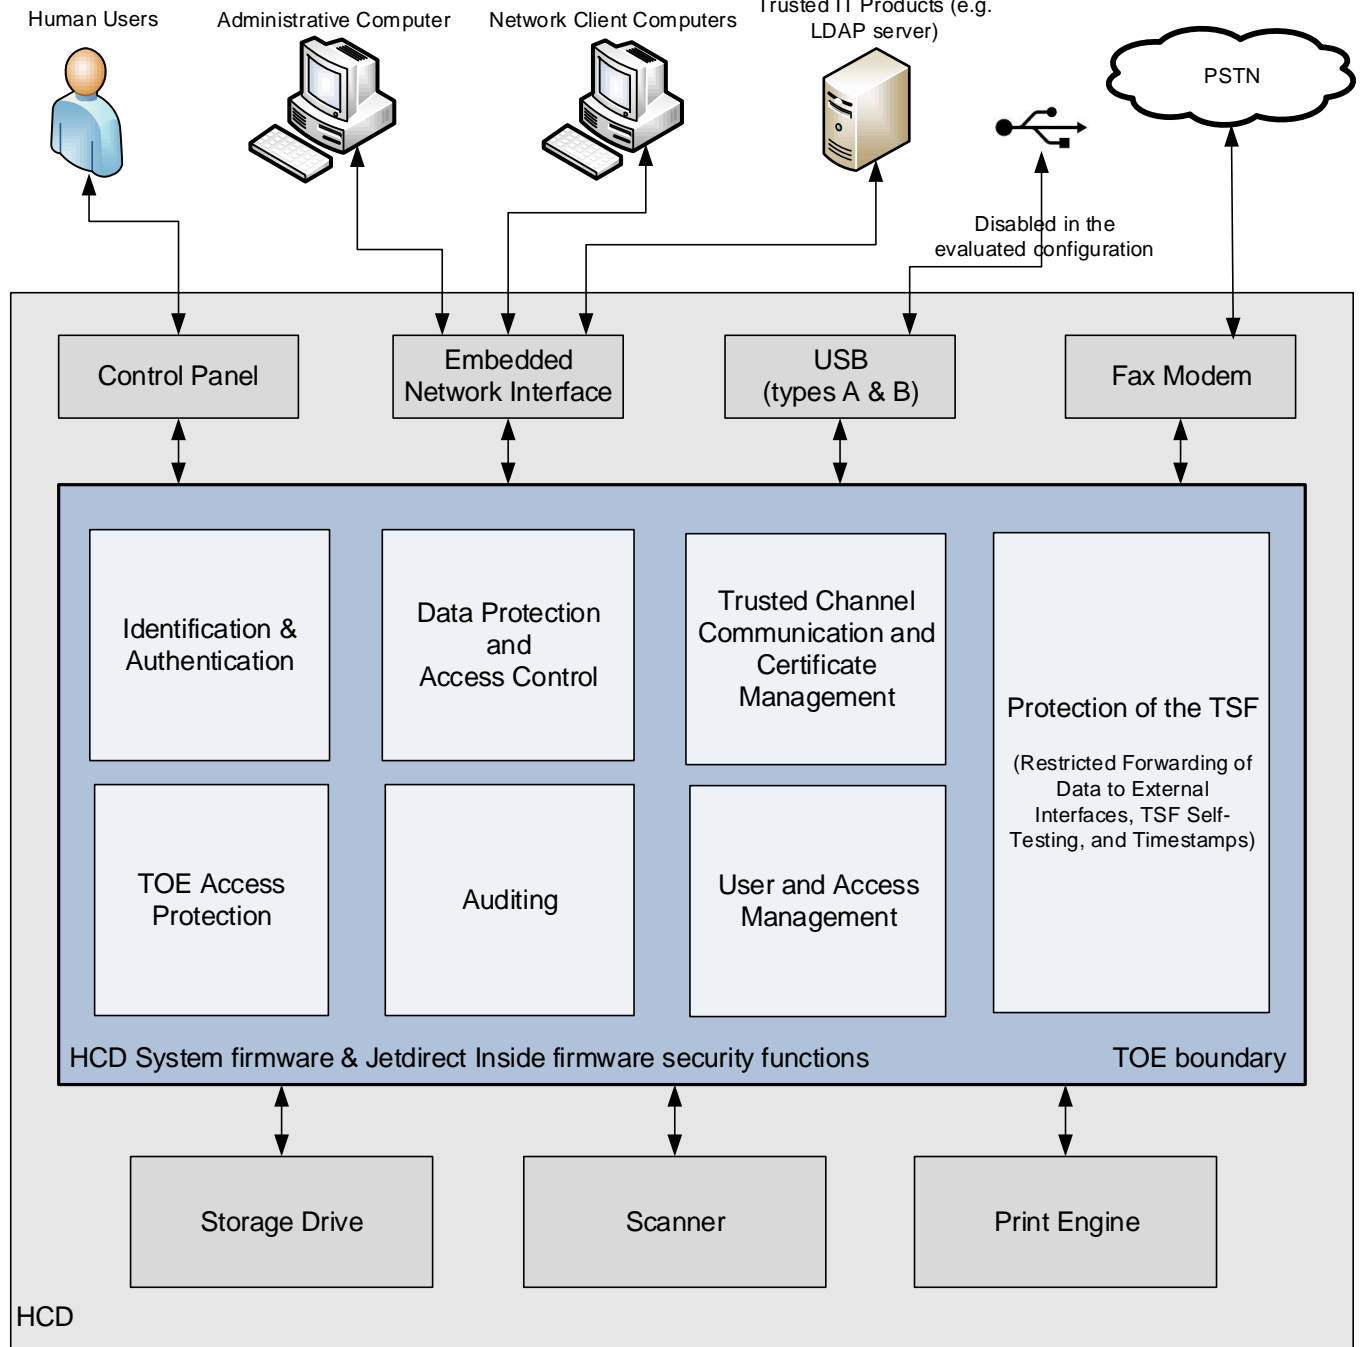 Human Users
Administrative Computer
Network Client Computers
Trusted IT Products (e.g.
LDAP server)
PSTN
Disabled in the
evaluated configuration
Control Panel
Embedded
Network Interface
USB
(types A & B)
Fax Modem
Identification &
Authentication
Data Protection
and
Access Control
Trusted Channel
Communication and
Certificate
Management
Protection of the TSF
(Restricted Forwarding of
Data to External
Interfaces, TSF Self-
Testing, and Timestamps)
TOE Access
Protection
Auditing
User and Access
Management
HCD System firmware & Jetdirect Inside firmware security functions
TOE boundary
Storage Drive
Scanner
Print Engine
HCD